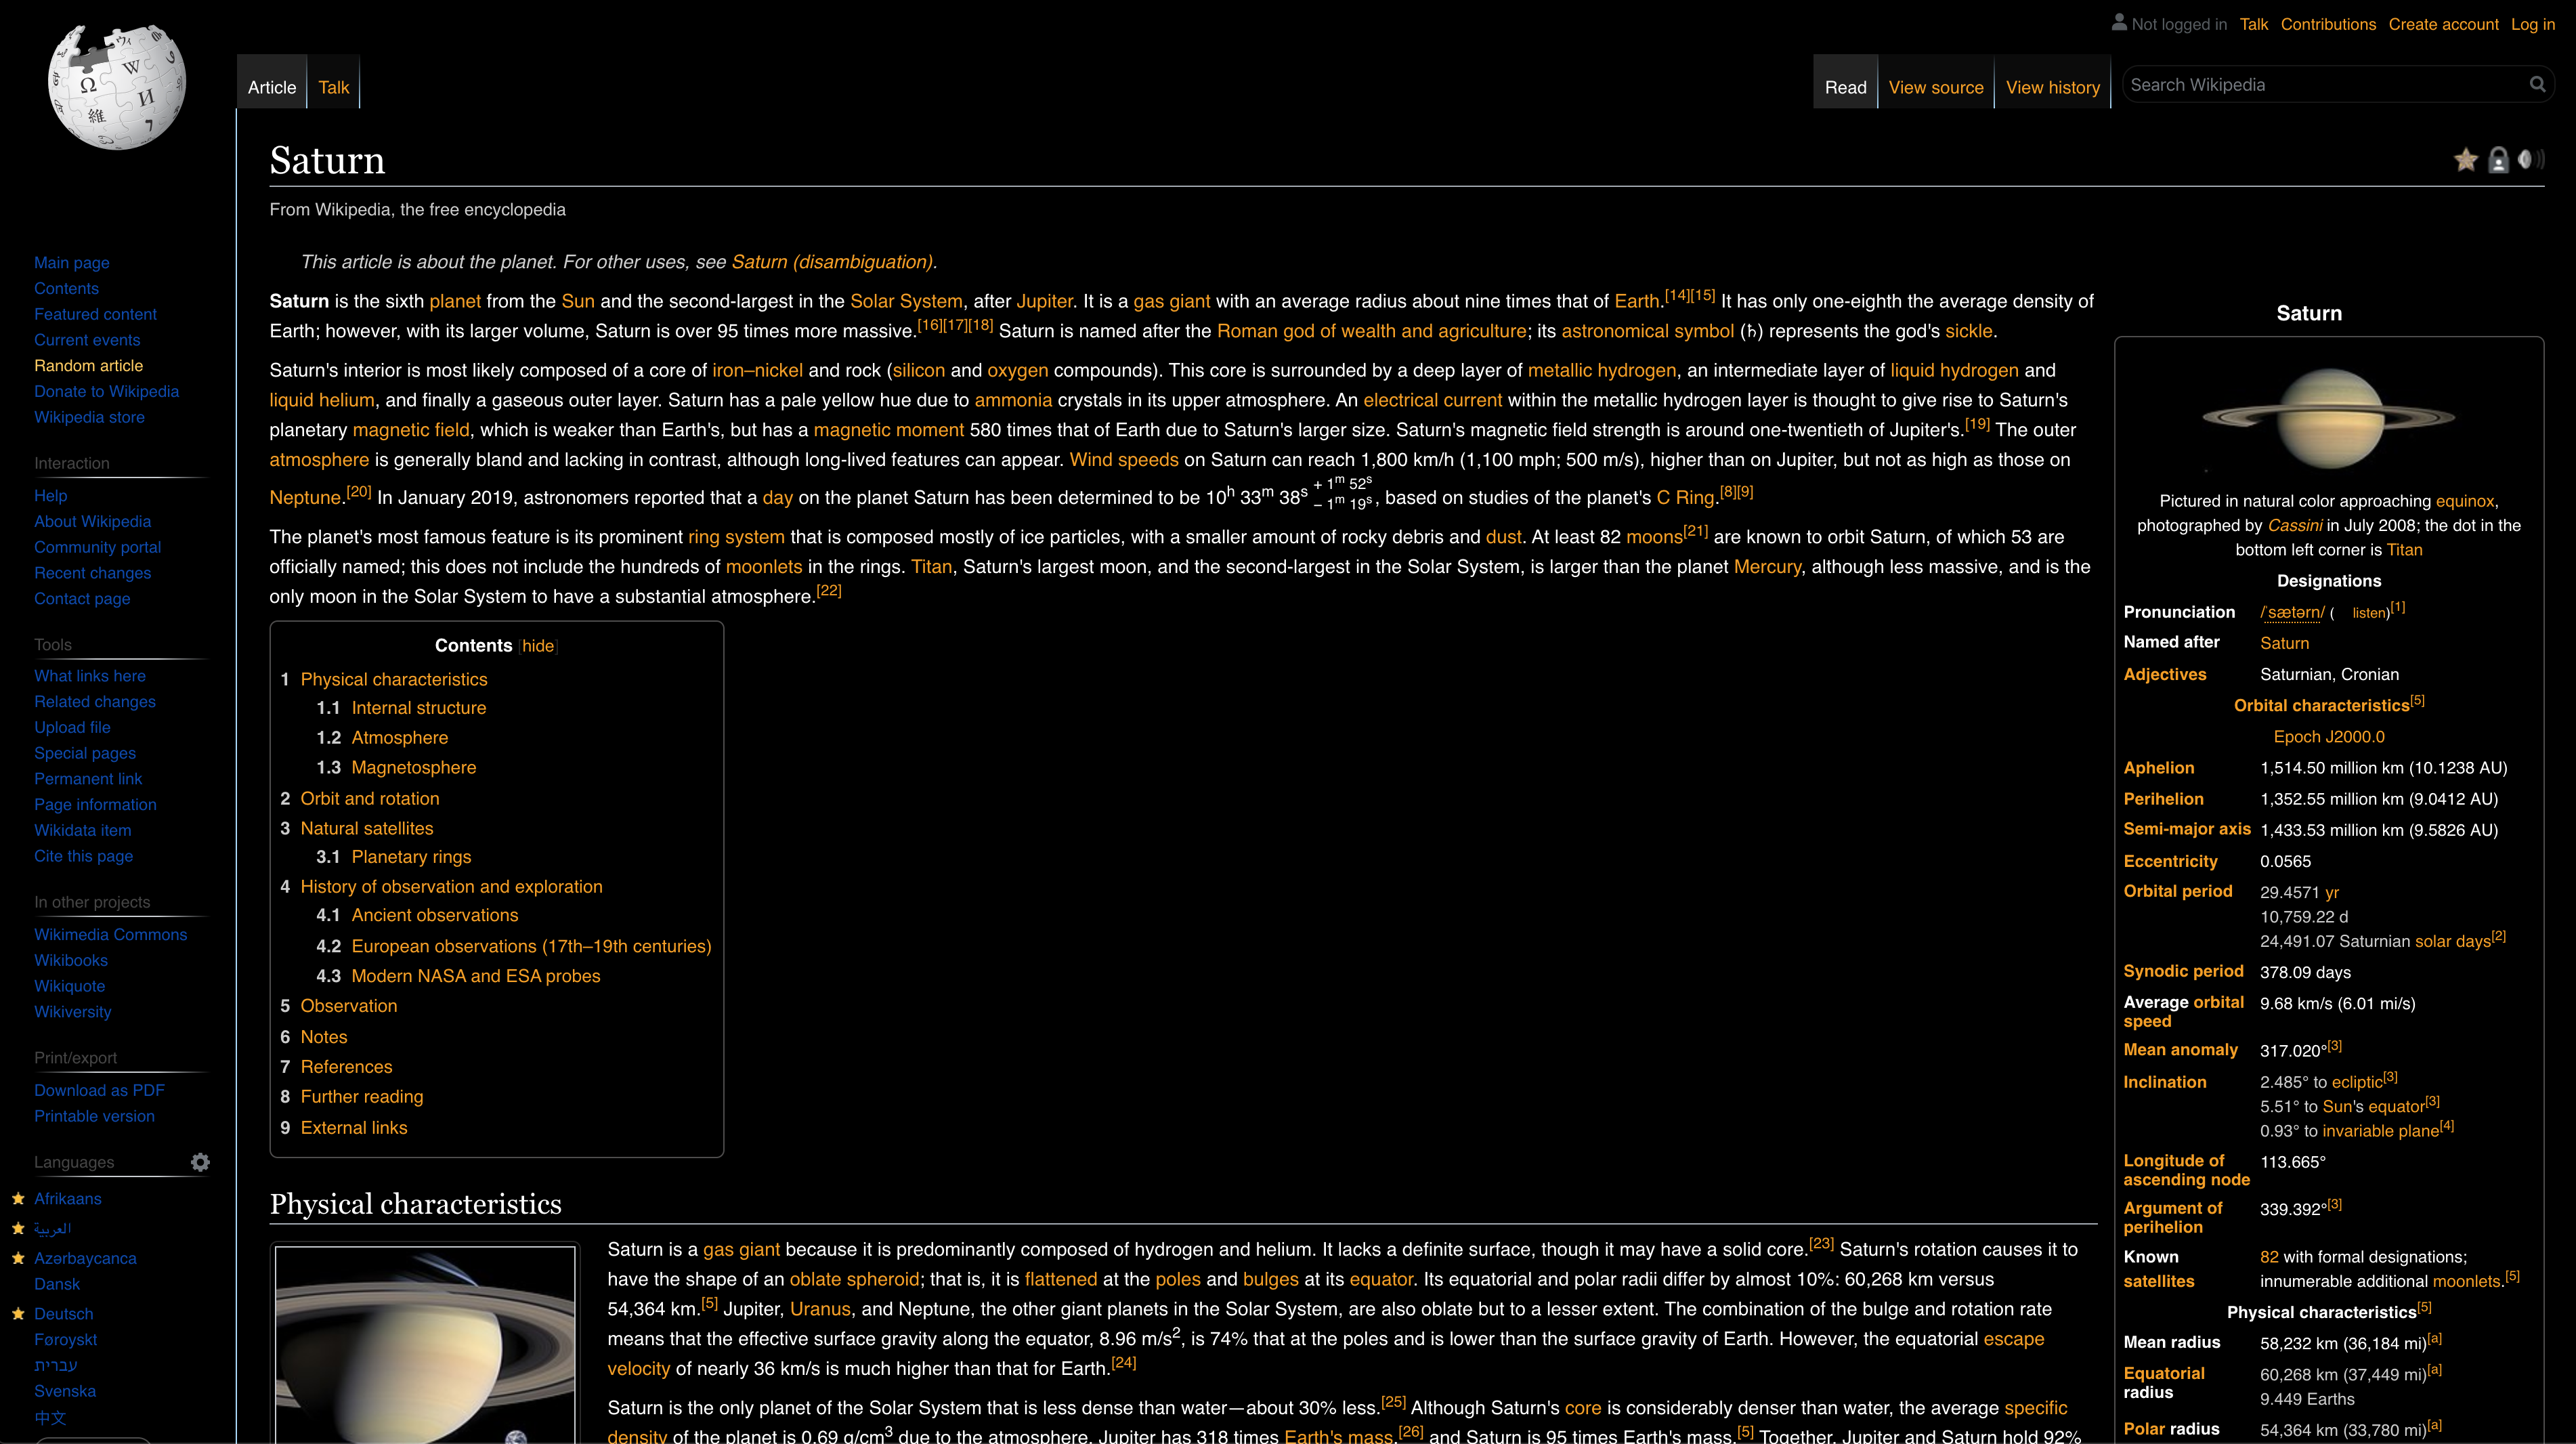 Not logged in Talk Contributions Create account Log in
Article Talk
Read View source View history
Search Wikipedia
Saturn
From Wikipedia, the free encyclopedia
This article is about the planet. For other uses, see Saturn (disambiguation).
Saturn is the sixth planet from the Sun and the second-largest in the Solar System, after Jupiter. It is a gas giant with an average radius about nine times that of Earth.[14][15] It has only one-eighth the average density of
Earth; however, with its larger volume, Saturn is over 95 times more massive.[16][17][18] Saturn is named after the Roman god of wealth and agriculture; its astronomical symbol (♄) represents the god's sickle.
Saturn's interior is most likely composed of a core of iron–nickel and rock (silicon and oxygen compounds). This core is surrounded by a deep layer of metallic hydrogen, an intermediate layer of liquid hydrogen and
liquid helium, and finally a gaseous outer layer. Saturn has a pale yellow hue due to ammonia crystals in its upper atmosphere. An electrical current within the metallic hydrogen layer is thought to give rise to Saturn's
planetary magnetic field, which is weaker than Earth's, but has a magnetic moment 580 times that of Earth due to Saturn's larger size. Saturn's magnetic field strength is around one-twentieth of Jupiter's.[19] The outer
atmosphere is generally bland and lacking in contrast, although long-lived features can appear. Wind speeds on Saturn can reach 1,800 km/h (1,100 mph; 500 m/s), higher than on Jupiter, but not as high as those on
Neptune.[20] In January 2019, astronomers reported that a day on the planet Saturn has been determined to be 10h 33m 38s + 1m 52s − 1m 19s, based on studies of the planet's C Ring.[8][9]
The planet's most famous feature is its prominent ring system that is composed mostly of ice particles, with a smaller amount of rocky debris and dust. At least 82 moons[21] are known to orbit Saturn, of which 53 are
officially named; this does not include the hundreds of moonlets in the rings. Titan, Saturn's largest moon, and the second-largest in the Solar System, is larger than the planet Mercury, although less massive, and is the
only moon in the Solar System to have a substantial atmosphere.[22]
Contents [hide]
1 Physical characteristics
1.1 Internal structure
1.2 Atmosphere
1.3 Magnetosphere
2 Orbit and rotation
3 Natural satellites
3.1 Planetary rings
4 History of observation and exploration
4.1 Ancient observations
4.2 European observations (17th–19th centuries)
4.3 Modern NASA and ESA probes
5 Observation
6 Notes
7 References
8 Further reading
9 External links
Physical characteristics
Saturn is a gas giant because it is predominantly composed of hydrogen and helium. It lacks a definite surface, though it may have a solid core.[23] Saturn's rotation causes it to
have the shape of an oblate spheroid; that is, it is flattened at the poles and bulges at its equator. Its equatorial and polar radii differ by almost 10%: 60,268 km versus
54,364 km.[5] Jupiter, Uranus, and Neptune, the other giant planets in the Solar System, are also oblate but to a lesser extent. The combination of the bulge and rotation rate
means that the effective surface gravity along the equator, 8.96 m/s2, is 74% that at the poles and is lower than the surface gravity of Earth. However, the equatorial escape
velocity of nearly 36 km/s is much higher than that for Earth.[24]
Saturn is the only planet of the Solar System that is less dense than water—about 30% less.[25] Although Saturn's core is considerably denser than water, the average specific
density of the planet is 0.69 g/cm3 due to the atmosphere. Jupiter has 318 times Earth's mass,[26] and Saturn is 95 times Earth's mass.[5] Together, Jupiter and Saturn hold 92%
Saturn
Pictured in natural color approaching equinox,
photographed by Cassini in July 2008; the dot in the
bottom left corner is Titan
Designations
Pronunciation /ˈsætərn/ ( listen)[1]
Named after Saturn
Adjectives Saturnian, Cronian
Orbital characteristics[5]
Epoch J2000.0
Aphelion 1,514.50 million km (10.1238 AU)
Perihelion 1,352.55 million km (9.0412 AU)
Semi-major axis 1,433.53 million km (9.5826 AU)
Eccentricity 0.0565
Orbital period 29.4571 yr
10,759.22 d
24,491.07 Saturnian solar days[2]
Synodic period 378.09 days
Average orbital 9.68 km/s (6.01 mi/s)
speed
Mean anomaly 317.020°[3]
Inclination 2.485° to ecliptic[3]
5.51° to Sun's equator[3]
0.93° to invariable plane[4]
Longitude of 113.665°
ascending node
Argument of 339.392°[3]
perihelion
Known 82 with formal designations;
satellites innumerable additional moonlets.[5]
Physical characteristics[5]
Mean radius 58,232 km (36,184 mi)[a]
Equatorial 60,268 km (37,449 mi)[a]
radius 9.449 Earths
Polar radius 54,364 km (33,780 mi)[a]
Main page
Contents
Featured content
Current events
Random article
Donate to Wikipedia
Wikipedia store
Interaction
Help
About Wikipedia
Community portal
Recent changes
Contact page
Tools
What links here
Related changes
Upload file
Special pages
Permanent link
Page information
Wikidata item
Cite this page
In other projects
Wikimedia Commons
Wikibooks
Wikiquote
Wikiversity
Print/export
Download as PDF
Printable version
Languages
Afrikaans
العربية
Azərbaycanca
Dansk
Deutsch
Føroyskt
עברית
Svenska
中文